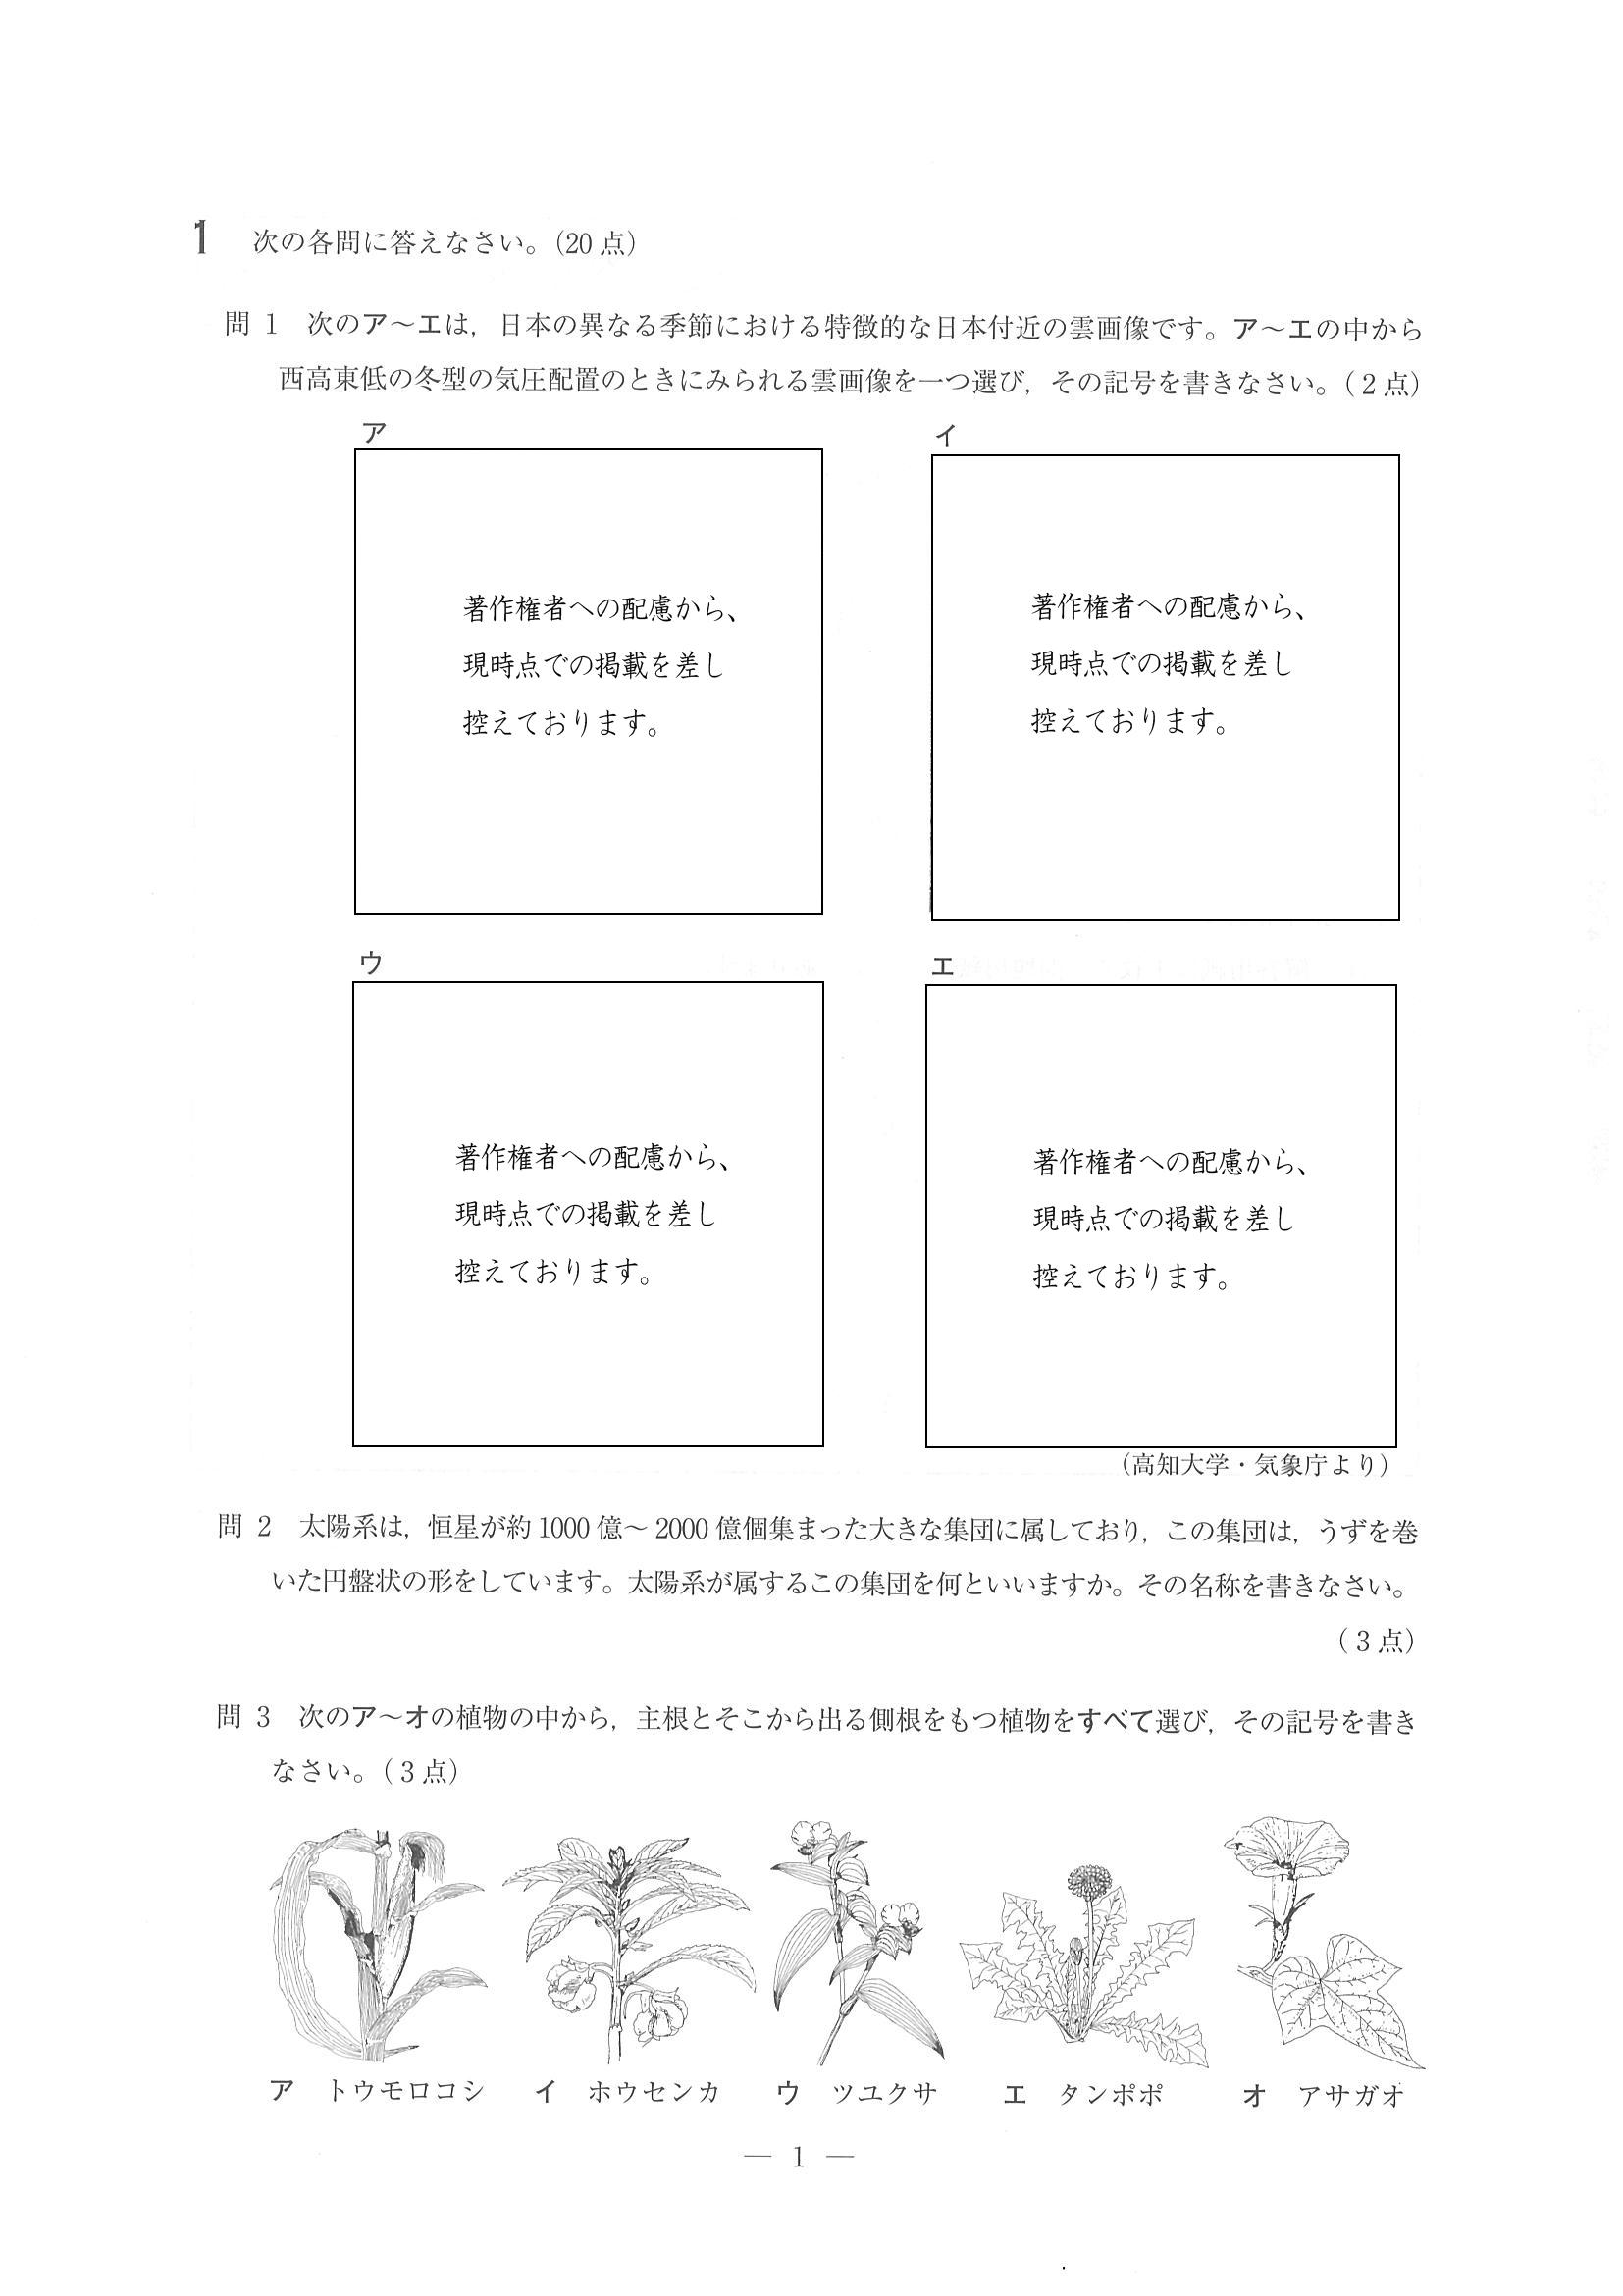 1 次の各問に答えなさい。（20 点）
問 1 次のア〜エは，日本の異なる季節における特徴的な日本付近の雲画像です。ア〜エの中から
西高東低の冬型の気圧配置のときにみられる雲画像を一つ選び，その記号を書きなさい。（ 2 点）
ア
著作権者への配慮から、
現時点での掲載を差し
控えております。
イ
著作権者への配慮から、
現時点での掲載を差し
控えております。
ウ
著作権者への配慮から、
現時点での掲載を差し
控えております。
エ
著作権者への配慮から、
現時点での掲載を差し
控えております。
（高知大学・気象庁より）
問 2 太陽系は，恒星が約 1000 億〜 2000 億個集まった大きな集団に属しており，この集団は，うずを巻
いた円盤状の形をしています。太陽系が属するこの集団を何といいますか。その名称を書きなさい。
（ 3 点）
問 3 次のア〜オの植物の中から，主根とそこから出る側根をもつ植物をすべて選び，その記号を書き
なさい。（ 3 点）
ア トウモロコシ イ ホウセンカ ウ ツユクサ エ タンポポ オ アサガオ
— 1 —